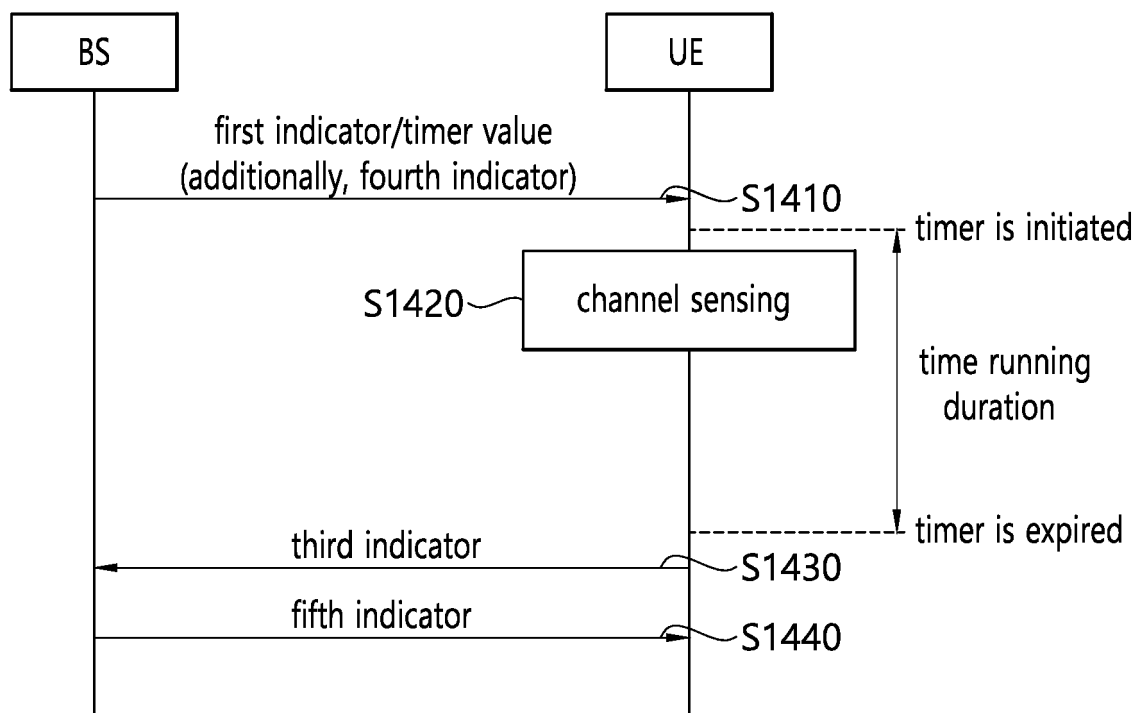 BS
UE
first indicator/timer value
(additionally, fourth indicator)
S1410
timer is initiated
S1420
channel sensing
time running
duration
timer is expired
third indicator
S1430
fifth indicator
S1440